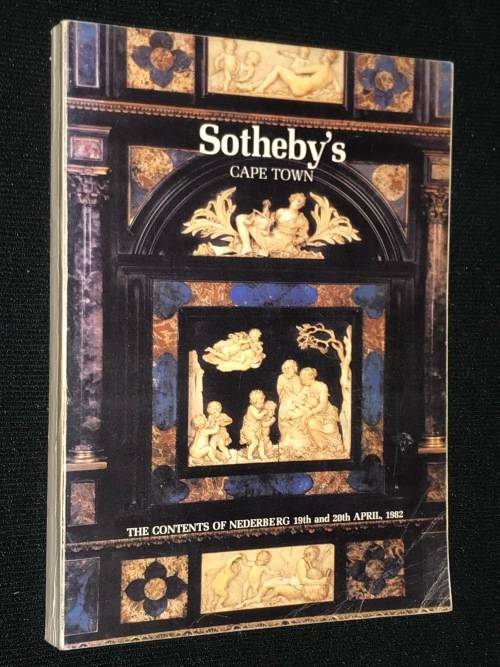 Sotheby's
CAPE TOWN
THE CONTENTS OF NEDERBERG 19th and 20th APRIL, 1982